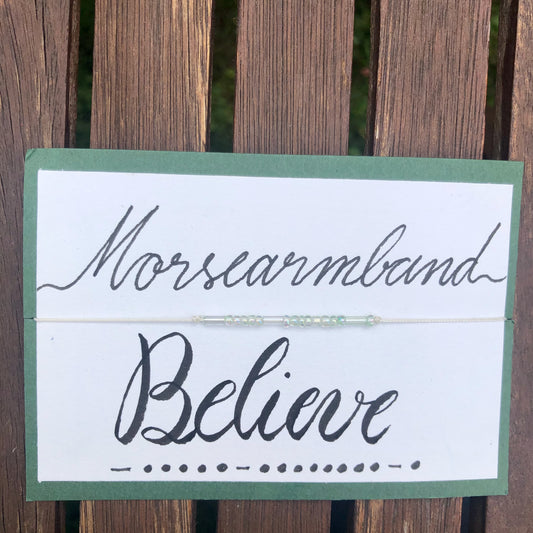 Morsearmband
Believe
– • • • • • – • • • • • • • • – •